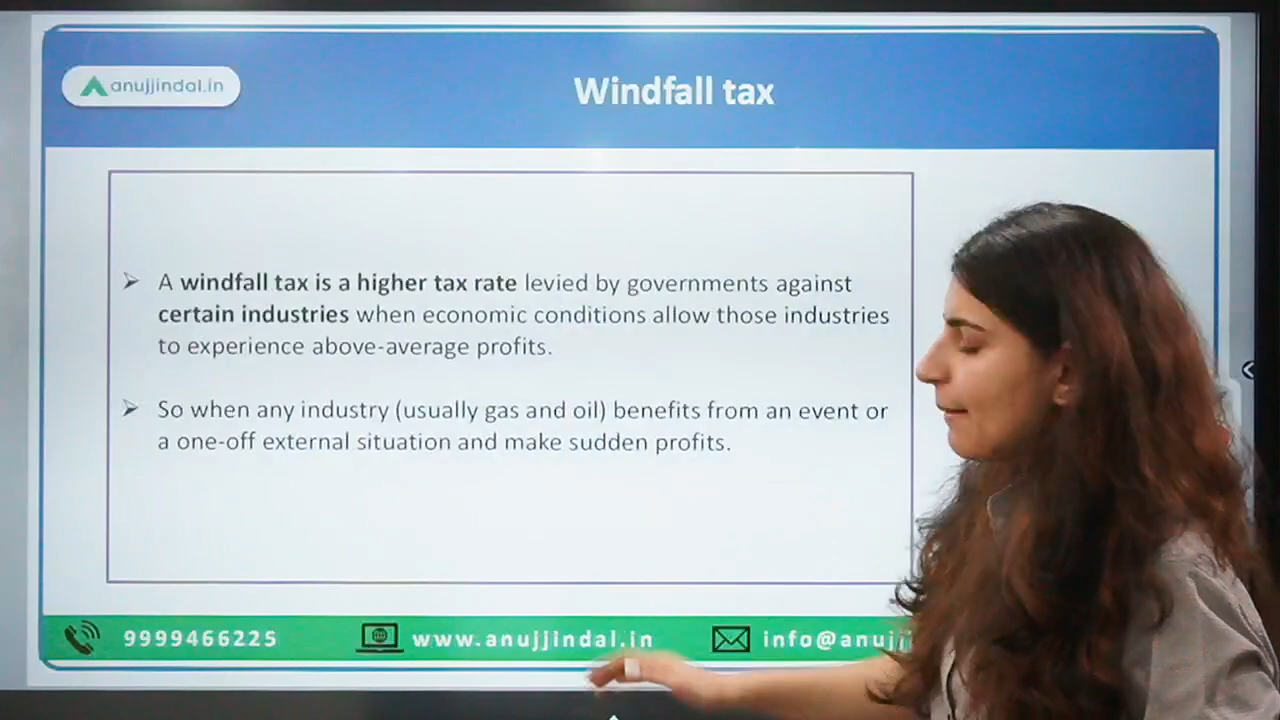 anujjindal.in
Windfall tax
A windfall tax is a higher tax rate levied by governments against
certain industries when economic conditions allow those industries
to experience above-average profits.
So when any industry (usually gas and oil) benefits from an event or
a one-off external situation and make sudden profits.
9999466225 www.anujjindal.in info@anujj